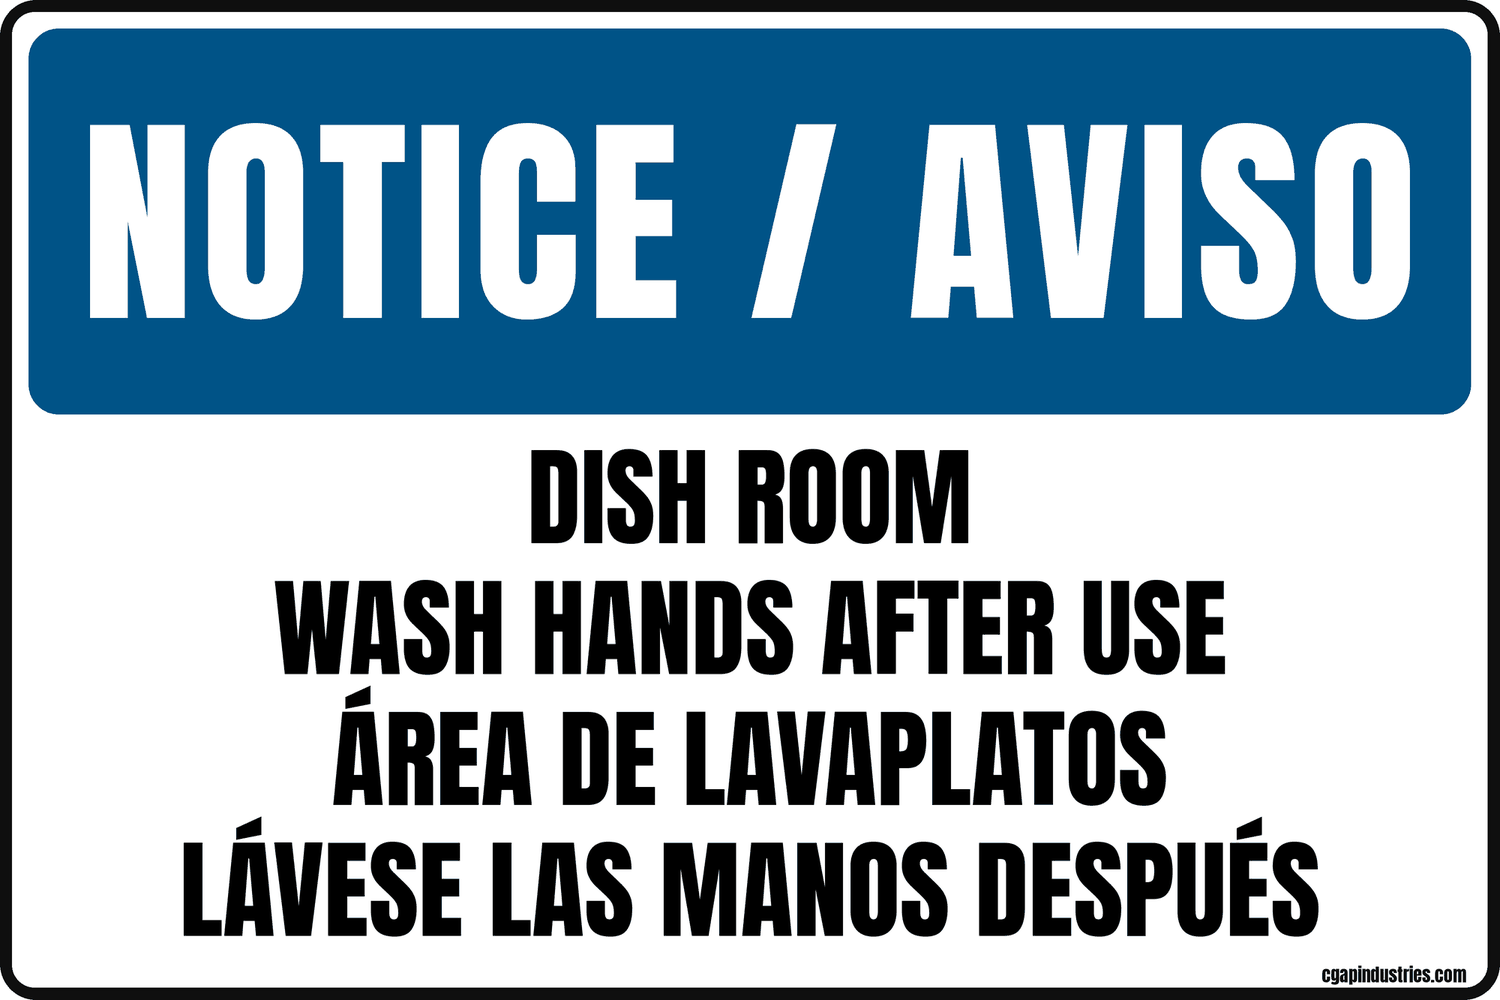 NOTICE / AVISO
DISH ROOM
WASH HANDS AFTER USE
ÁREA DE LAVAPLATOS
LÁVESE LAS MANOS DESPUÉS
cgapindustries.com